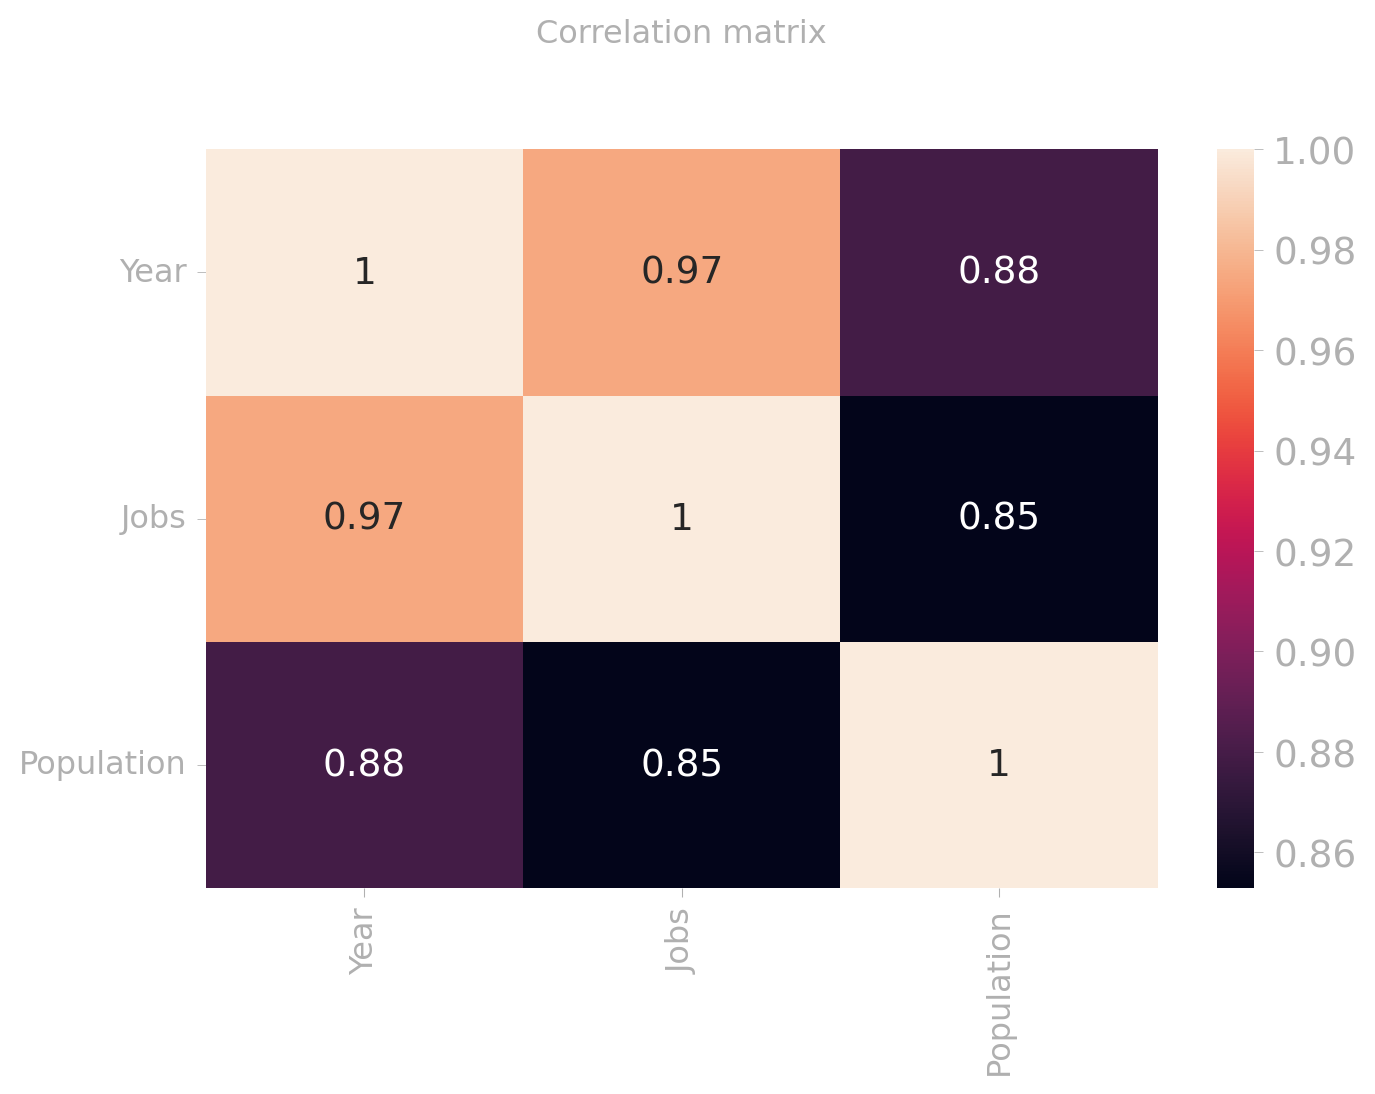 Correlation matrix
Year 1 0.97 0.88
Jobs 0.97 1 0.85
Population 0.88 0.85 1
Year Jobs Population
1.00
0.98
0.96
0.94
0.92
0.90
0.88
0.86